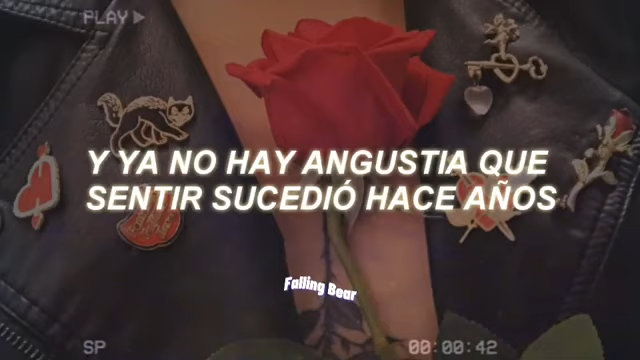 PLAY
Y YA NO HAY ANGUSTIA QUE
SENTIR SUCEDIÓ HACE AÑOS
Falling Bear
SP
00:00:42